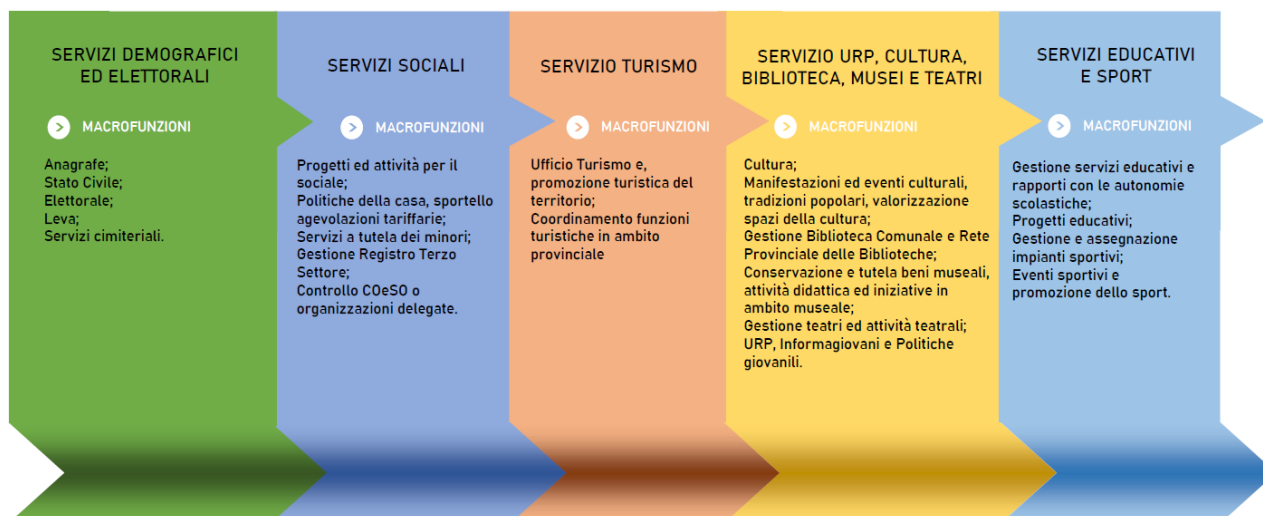 SERVIZI DEMOGRAFICI
ED ELETTORALI
MACROFUNZIONI
Anagrafe;
Stato Civile;
Elettorale;
Leva;
Servizi cimiteriali.
SERVIZI SOCIALI
MACROFUNZIONI
Progetti ed attività per il
sociale;
Politiche della casa, sportello
agevolazioni tariffarie;
Servizi a tutela dei minori;
Gestione Registro Terzo
Settore;
Controllo COeSO o
organizzazioni delegate.
SERVIZIO TURISMO
MACROFUNZIONI
Ufficio Turismo e,
promozione turistica del
territorio;
Coordinamento funzioni
turistiche in ambito
provinciale
SERVIZIO URP, CULTURA,
BIBLIOTECA, MUSEI E TEATRI
MACROFUNZIONI
Cultura;
Manifestazioni ed eventi culturali,
tradizioni popolari, valorizzazione
spazi della cultura;
Gestione Biblioteca Comunale e Rete
Provinciale delle Biblioteche;
Conservazione e tutela beni museali,
attività didattica ed iniziative in
ambito museale;
Gestione teatri ed attività teatrali;
URP, Informagiovani e Politiche
giovanili.
SERVIZI EDUCATIVI
E SPORT
MACROFUNZIONI
Gestione servizi educativi e
rapporti con le autonomie
scolastiche;
Progetti educativi;
Gestione e assegnazione
impianti sportivi;
Eventi sportivi e
promozione dello sport.